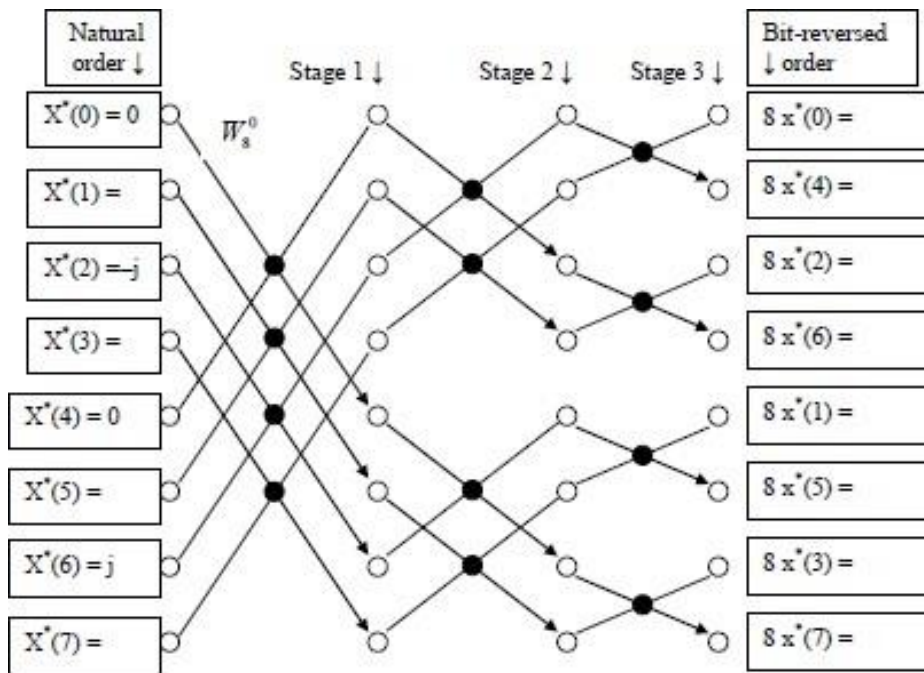 Natural
order ↓
Bit-reversed
↓ order
Stage 1 ↓
Stage 2 ↓
Stage 3 ↓
X*(0) = 0
W̅₈⁰
8 x*(0) =
X*(1) =
8 x*(4) =
X*(2) =–j
8 x*(2) =
X*(3) =
8 x*(6) =
X*(4) = 0
8 x*(1) =
X*(5) =
8 x*(5) =
X*(6) = j
8 x*(3) =
X*(7) =
8 x*(7) =